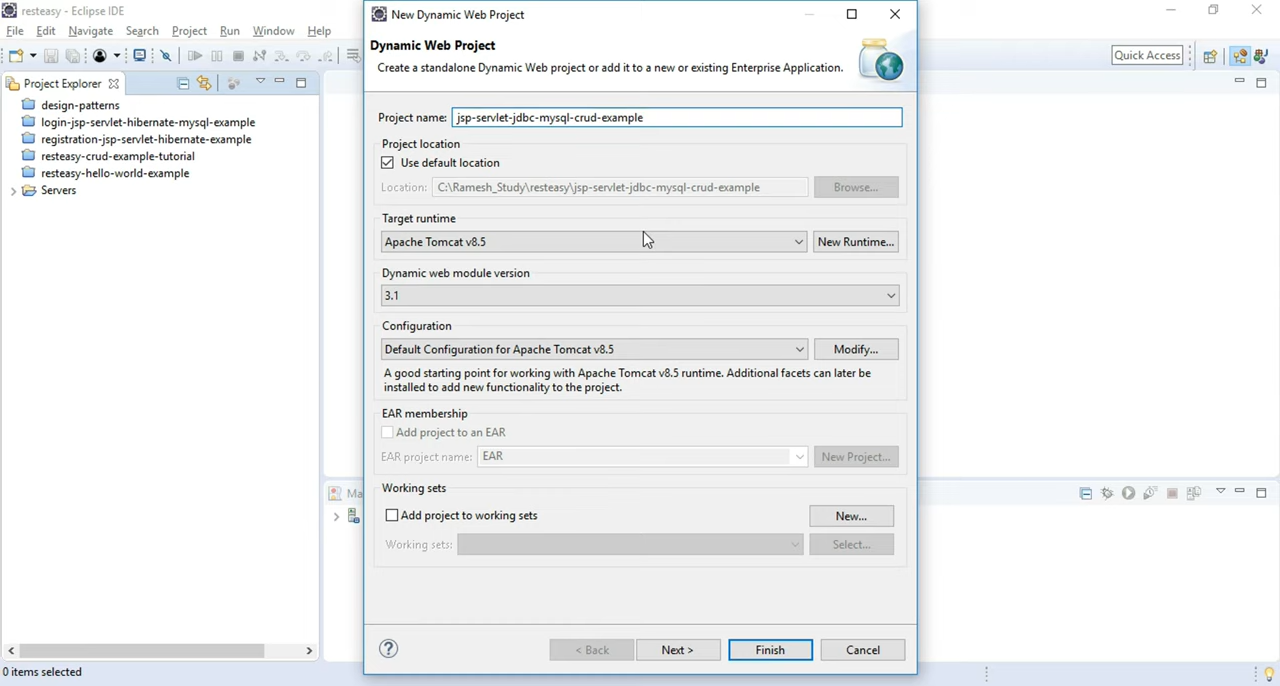 resteasy - Eclipse IDE
File Edit Navigate Search Project Run Window Help
Quick Access
Project Explorer
design-patterns
login-jsp-servlet-hibernate-mysql-example
registration-jsp-servlet-hibernate-example
resteasy-crud-example-tutorial
resteasy-hello-world-example
Servers
0 items selected
Ma
New Dynamic Web Project
Dynamic Web Project
Create a standalone Dynamic Web project or add it to a new or existing Enterprise Application.
Project name: jsp-servlet-jdbc-mysql-crud-example
Project location
Use default location
Location: C:\Ramesh_Study\resteasy\jsp-servlet-jdbc-mysql-crud-example Browse...
Target runtime
Apache Tomcat v8.5 New Runtime...
Dynamic web module version
3.1
Configuration
Default Configuration for Apache Tomcat v8.5 Modify...
A good starting point for working with Apache Tomcat v8.5 runtime. Additional facets can later be
installed to add new functionality to the project.
EAR membership
Add project to an EAR
EAR project name: EAR New Project...
Working sets
Add project to working sets New...
Working sets: Select...
< Back Next > Finish Cancel